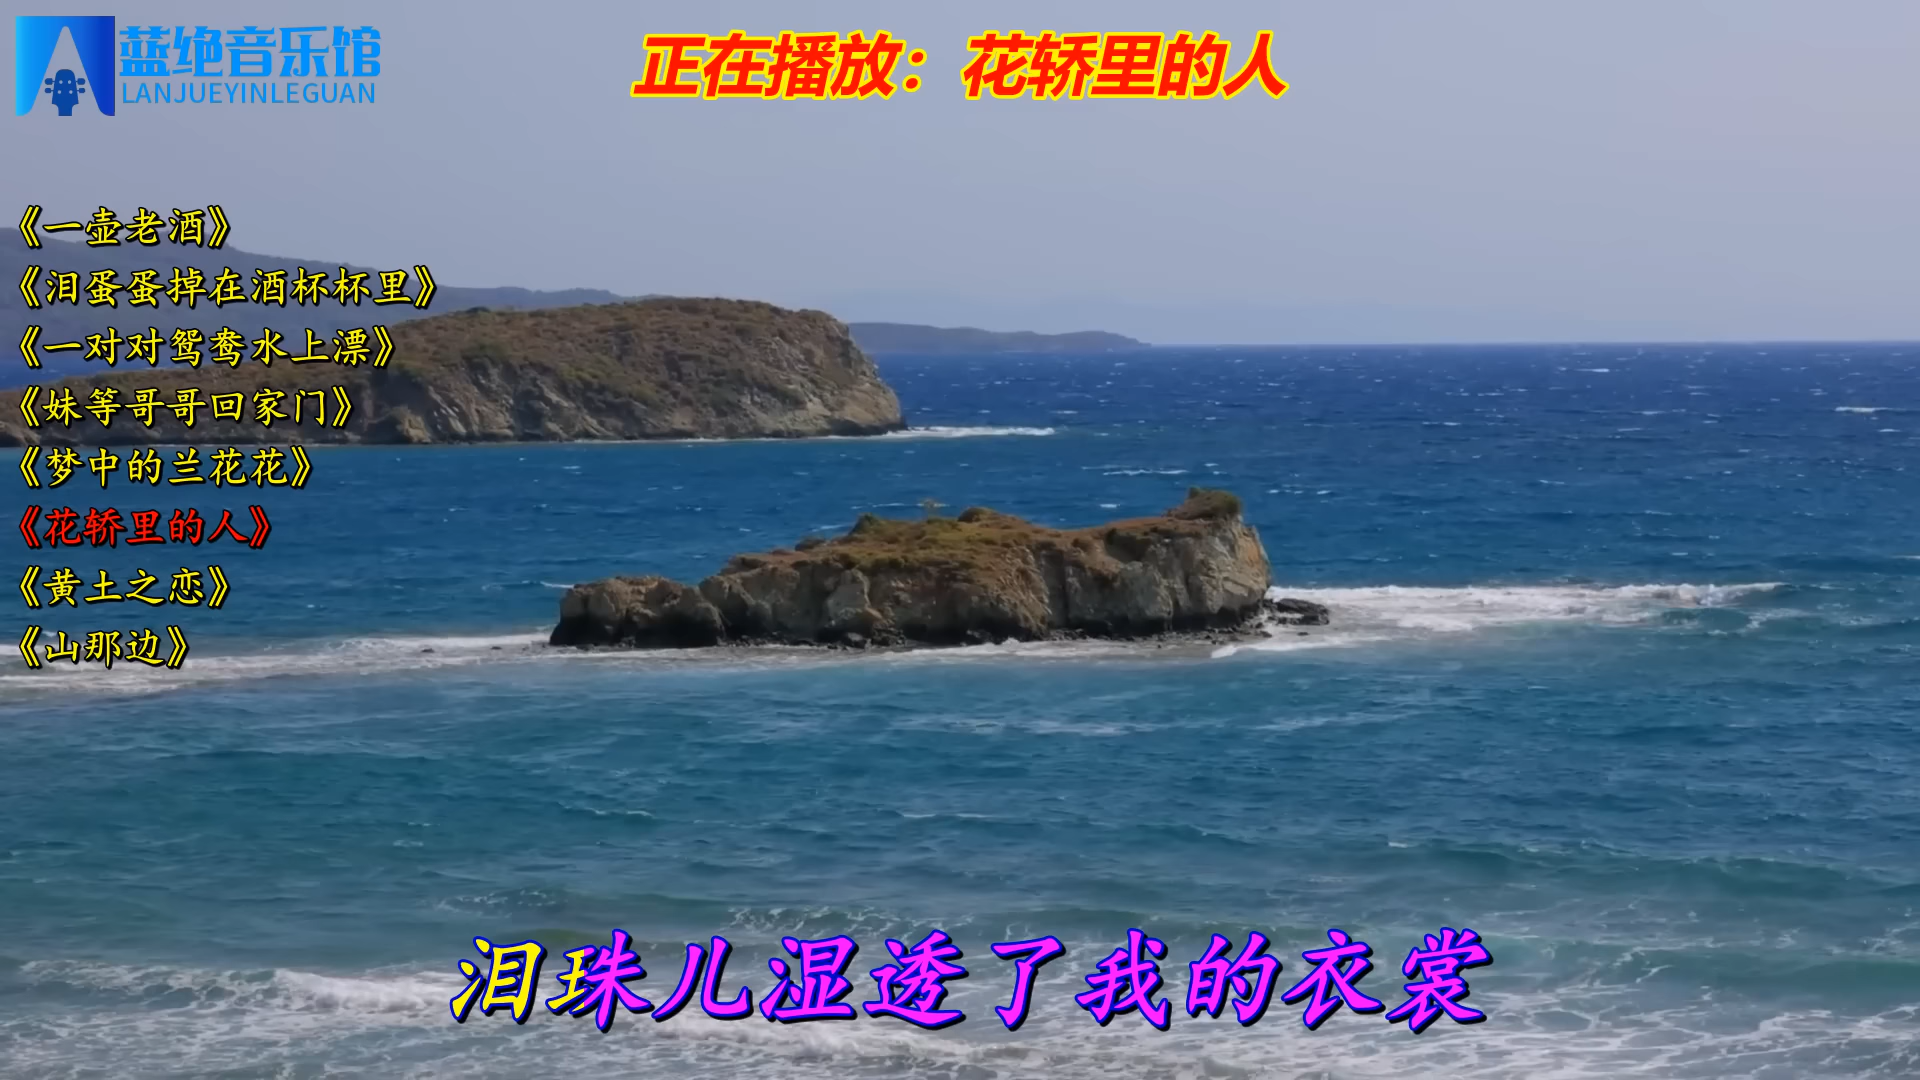 蓝绝音乐馆
LANJUEYINLEGUAN
正在播放：花轿里的人
《一壶老酒》
《泪蛋蛋掉在酒杯杯里》
《一对对鸳鸯水上漂》
《妹等哥哥回家门》
《梦中的兰花花》
《花轿里的人》
《黄土之恋》
《山那边》
泪珠儿湿透了我的衣裳